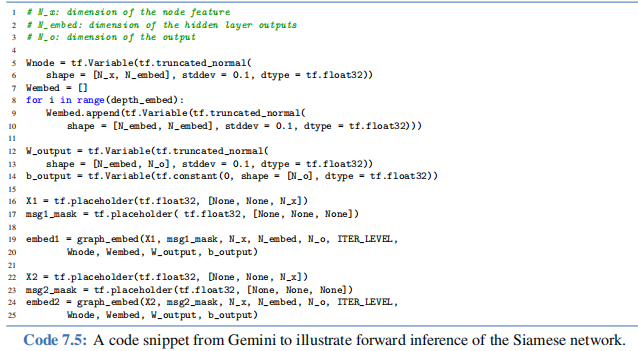 1 # N_x: dimension of the node feature
2 # N_embed: dimension of the hidden layer outputs
3 # N_o: dimension of the output
4
5 Wnode = tf.Variable(tf.truncated_normal(
6 shape = [N_x, N_embed], stddev = 0.1, dtype = tf.float32))
7 Wembed = []
8 for i in range(depth_embed):
9 Wembed.append(tf.Variable(tf.truncated_normal(
10 shape = [N_embed, N_embed], stddev = 0.1, dtype = tf.float32)))
11
12 W_output = tf.Variable(tf.truncated_normal(
13 shape = [N_embed, N_o], stddev = 0.1, dtype = tf.float32))
14 b_output = tf.Variable(tf.constant(0, shape = [N_o], dtype = tf.float32))
15
16 X1 = tf.placeholder(tf.float32, [None, None, N_x])
17 msg1_mask = tf.placeholder( tf.float32, [None, None, None])
18
19 embed1 = graph_embed(X1, msg1_mask, N_x, N_embed, N_o, ITER_LEVEL,
20 Wnode, Wembed, W_output, b_output)
21
22 X2 = tf.placeholder(tf.float32, [None, None, N_x])
23 msg2_mask = tf.placeholder(tf.float32, [None, None, None])
24 embed2 = graph_embed(X2, msg2_mask, N_x, N_embed, N_o, ITER_LEVEL,
25 Wnode, Wembed, W_output, b_output)
Code 7.5: A code snippet from Gemini to illustrate forward inference of the Siamese network.